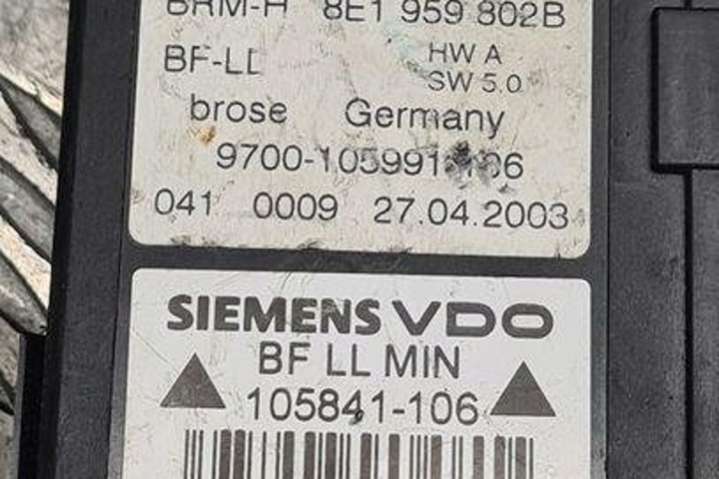 BRM-H 8E1 959 802B
BF-LL HW A
SW 5.0
brose Germany
041 0009 27.04.2003
SIEMENS VDO
BF LL MIN
105841-106